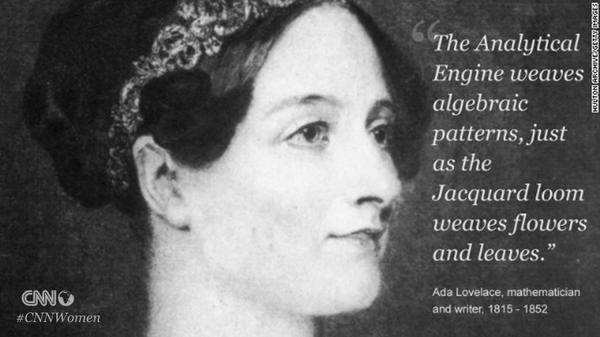 HULTON ARCHIVE/GETTY IMAGES
“The Analytical
Engine weaves
algebraic
patterns, just
as the
Jacquard loom
weaves flowers
and leaves.”
Ada Lovelace, mathematician
and writer, 1815 - 1852
CNN
#CNNWomen